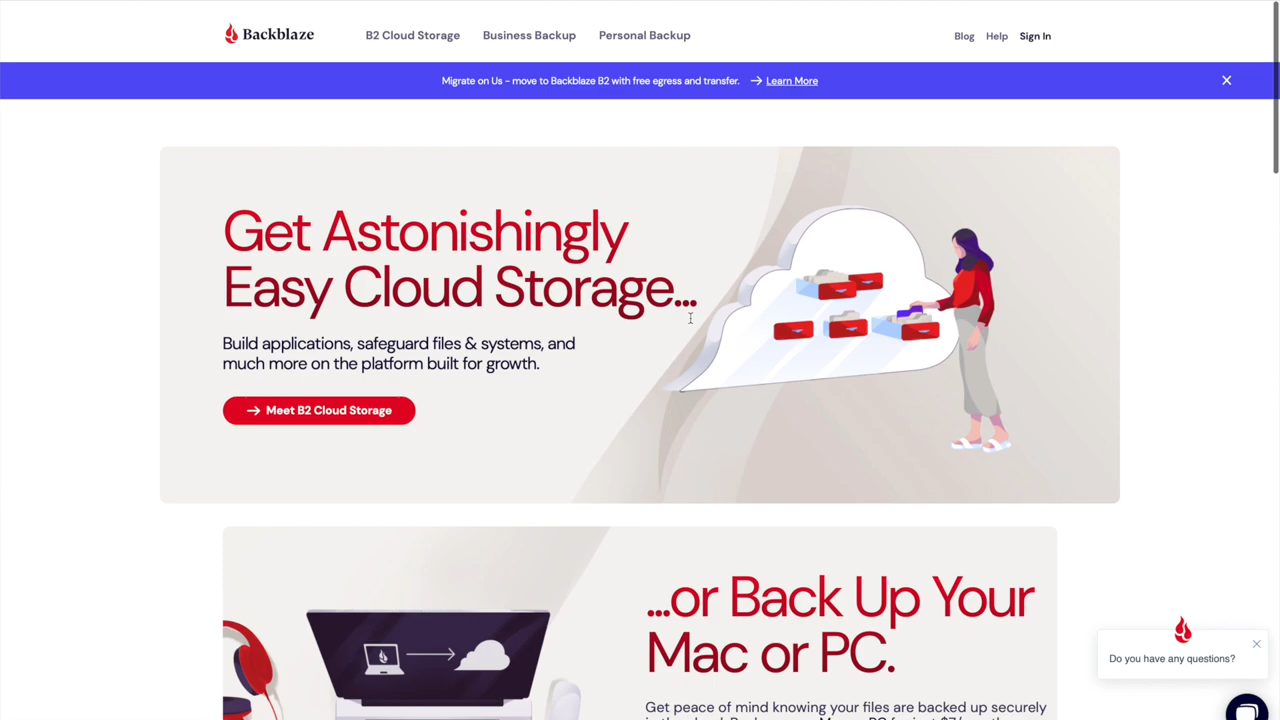 Backblaze
B2 Cloud Storage
Business Backup
Personal Backup
Blog
Help
Sign In
Migrate on Us - move to Backblaze B2 with free egress and transfer.
Learn More
Get Astonishingly
Easy Cloud Storage...
Build applications, safeguard files & systems, and
much more on the platform built for growth.
Meet B2 Cloud Storage
...or Back Up Your
Mac or PC.
Get peace of mind knowing your files are backed up securely
Do you have any questions?